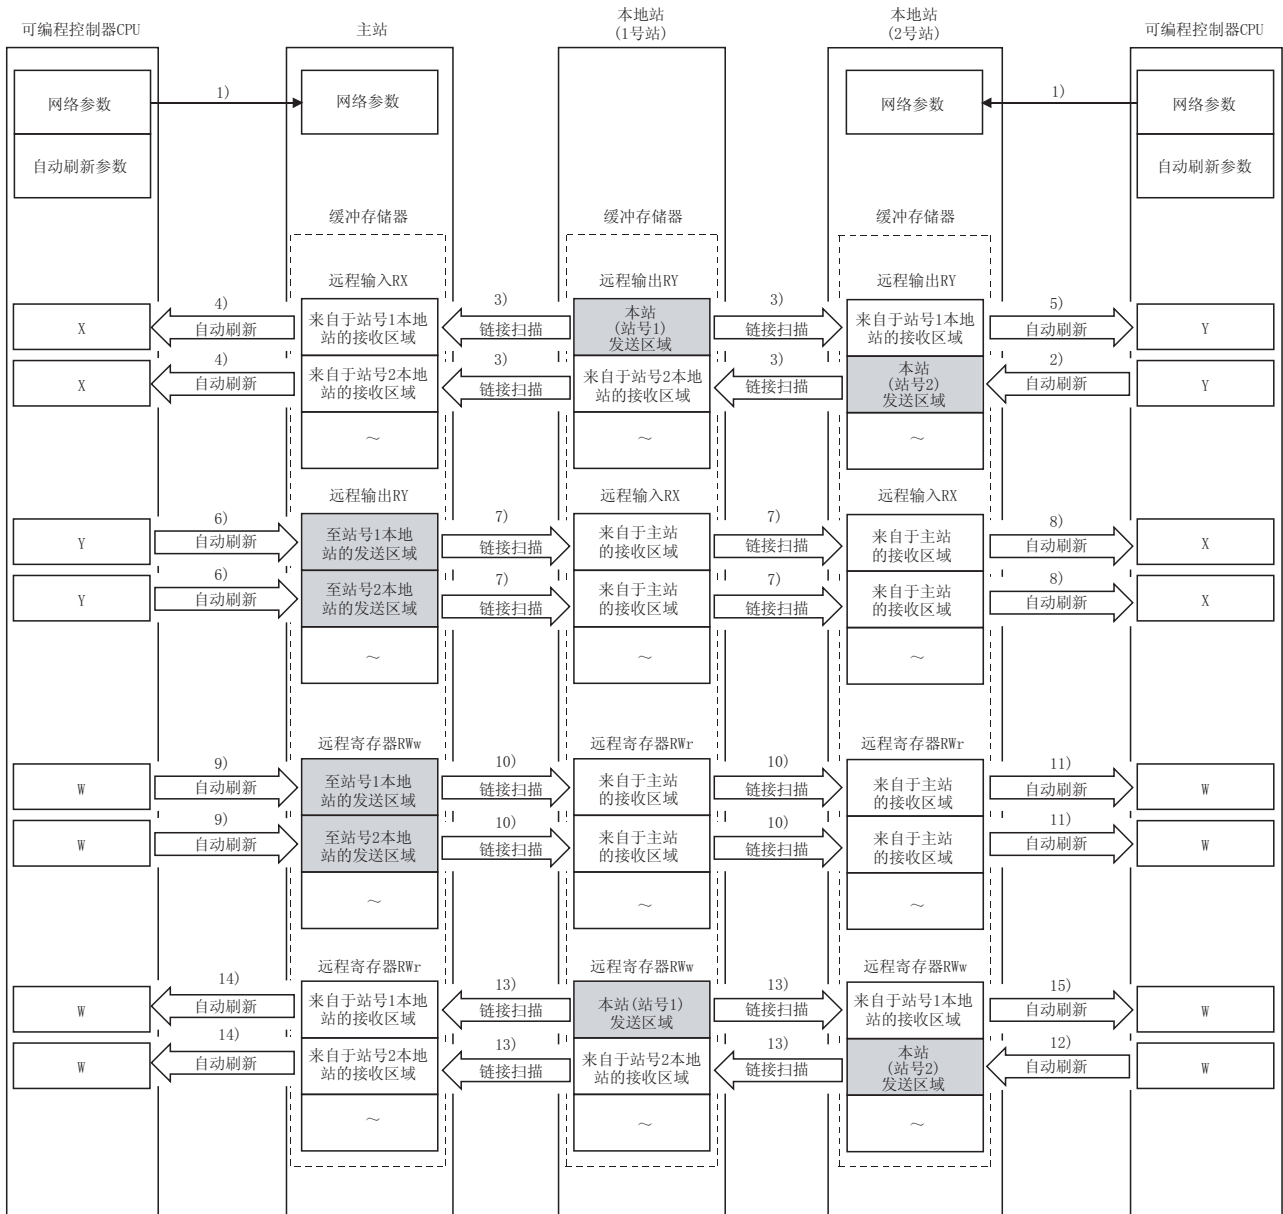 可编程控制器CPU
主站
本地站
(1号站)
本地站
(2号站)
可编程控制器CPU
网络参数
1)
网络参数
网络参数
1)
网络参数
自动刷新参数
自动刷新参数
缓冲存储器
缓冲存储器
缓冲存储器
远程输入RX
远程输出RY
远程输出RY
X
4)
自动刷新
来自于站号1本地
站的接收区域
3)
链接扫描
本站
(站号1)
发送区域
3)
链接扫描
来自于站号1本地
站的接收区域
5)
自动刷新
Y
X
4)
自动刷新
来自于站号2本地
站的接收区域
3)
链接扫描
来自于站号2本地
站的接收区域
3)
链接扫描
本站
(站号2)
发送区域
2)
自动刷新
Y
~
~
~
远程输出RY
远程输入RX
远程输入RX
Y
6)
自动刷新
至站号1本地
站的发送区域
7)
链接扫描
来自于主站
的接收区域
7)
链接扫描
来自于主站
的接收区域
8)
自动刷新
X
Y
6)
自动刷新
至站号2本地
站的发送区域
7)
链接扫描
来自于主站
的接收区域
7)
链接扫描
来自于主站
的接收区域
8)
自动刷新
X
~
~
~
远程寄存器RWw
远程寄存器RWr
远程寄存器RWr
W
9)
自动刷新
至站号1本地
站的发送区域
10)
链接扫描
来自于主站
的接收区域
10)
链接扫描
来自于主站
的接收区域
11)
自动刷新
W
W
9)
自动刷新
至站号2本地
站的发送区域
10)
链接扫描
来自于主站
的接收区域
10)
链接扫描
来自于主站
的接收区域
11)
自动刷新
W
~
~
~
远程寄存器RWr
远程寄存器RWw
远程寄存器RWw
W
14)
自动刷新
来自于站号1本地
站的接收区域
13)
链接扫描
本站(站号1)
发送区域
13)
链接扫描
来自于站号1本地
站的接收区域
15)
自动刷新
W
W
14)
自动刷新
来自于站号2本地
站的接收区域
13)
链接扫描
来自于站号2本地
站的接收区域
13)
链接扫描
本站
(站号2)
发送区域
12)
自动刷新
W
~
~
~